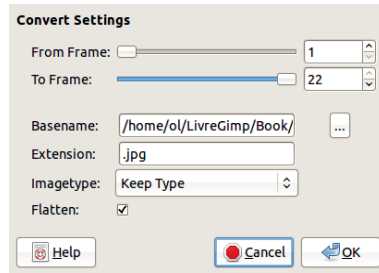 Convert Settings
From Frame: 1
To Frame: 22
Basename: /home/ol/LivreGimp/Book/ ...
Extension: .jpg
Imagetype: Keep Type
Flatten:
Help Cancel OK